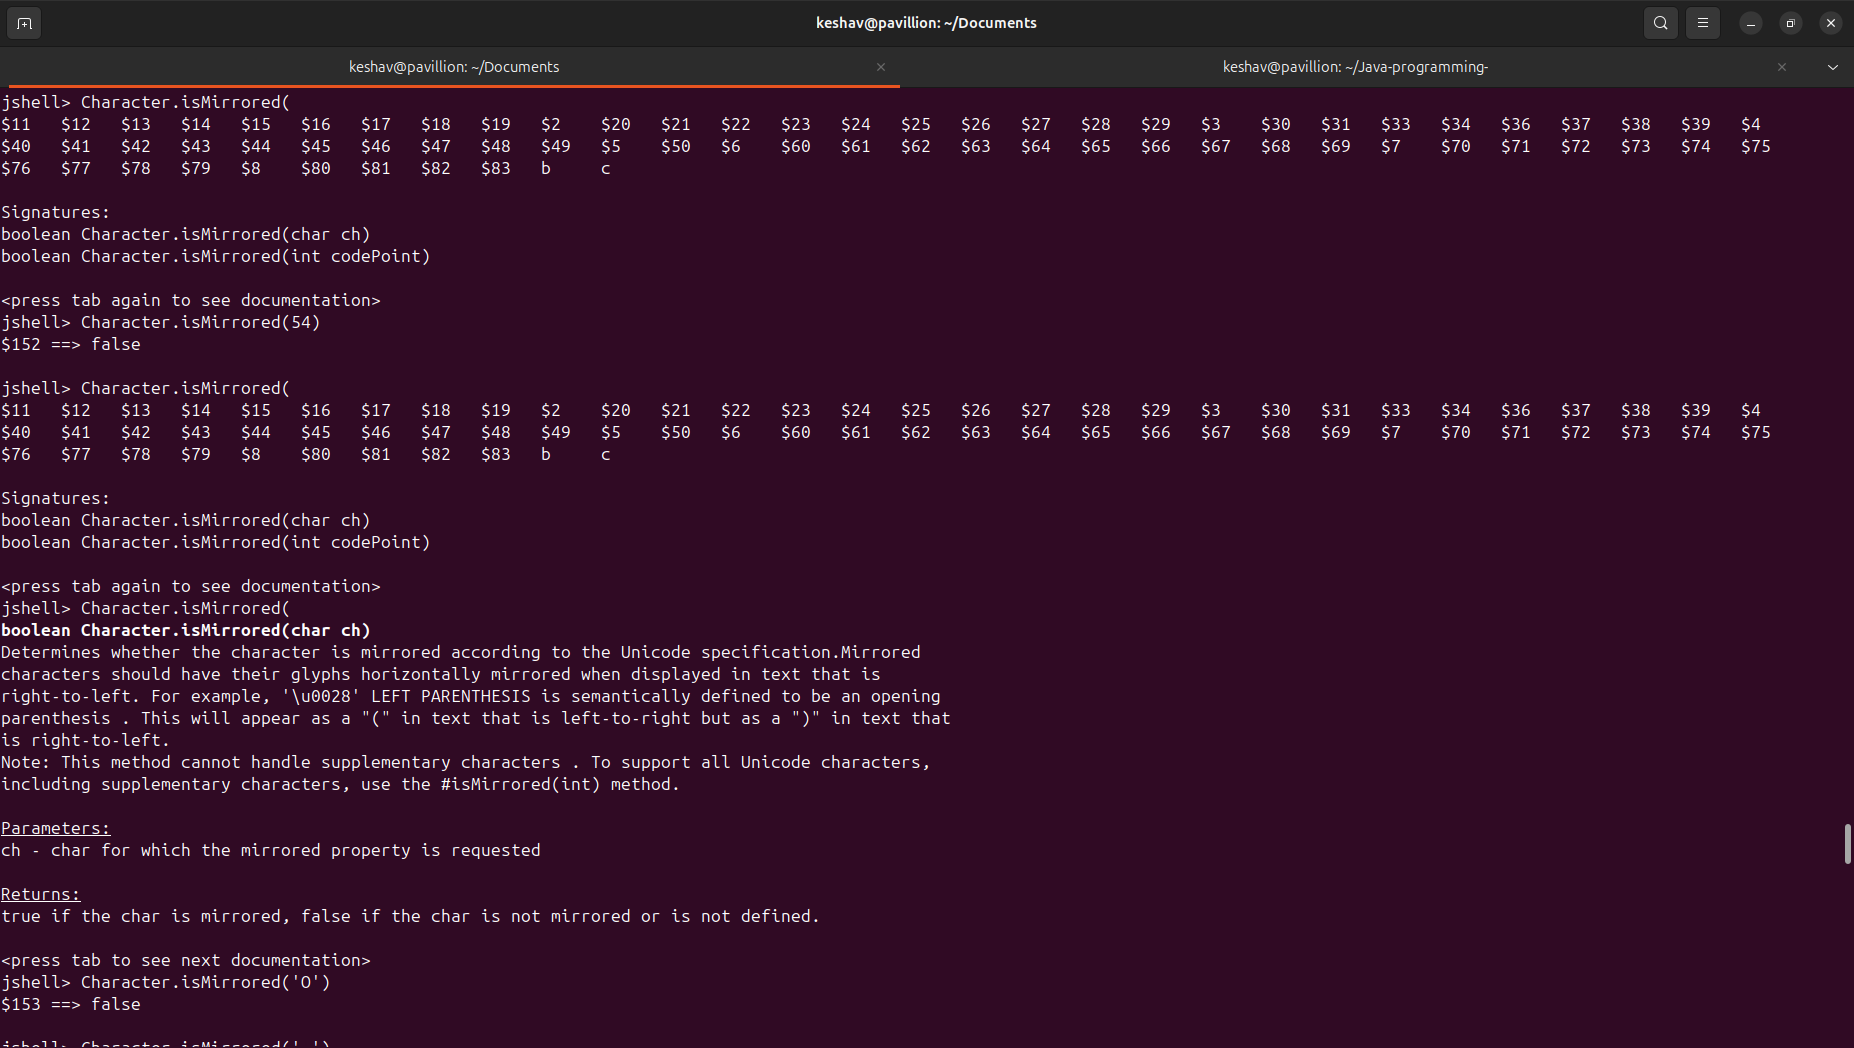 keshav@pavillion: ~/Documents
keshav@pavillion: ~/Documents
keshav@pavillion: ~/Java-programming-
jshell> Character.isMirrored(
$11 $12 $13 $14 $15 $16 $17 $18 $19 $2 $20 $21 $22 $23 $24 $25 $26 $27 $28 $29 $3 $30 $31 $33 $34 $36 $37 $38 $39 $4
$40 $41 $42 $43 $44 $45 $46 $47 $48 $49 $5 $50 $6 $60 $61 $62 $63 $64 $65 $66 $67 $68 $69 $7 $70 $71 $72 $73 $74 $75
$76 $77 $78 $79 $8 $80 $81 $82 $83 b c
Signatures:
boolean Character.isMirrored(char ch)
boolean Character.isMirrored(int codePoint)
<press tab again to see documentation>
jshell> Character.isMirrored(54)
$152 ==> false
jshell> Character.isMirrored(
$11 $12 $13 $14 $15 $16 $17 $18 $19 $2 $20 $21 $22 $23 $24 $25 $26 $27 $28 $29 $3 $30 $31 $33 $34 $36 $37 $38 $39 $4
$40 $41 $42 $43 $44 $45 $46 $47 $48 $49 $5 $50 $6 $60 $61 $62 $63 $64 $65 $66 $67 $68 $69 $7 $70 $71 $72 $73 $74 $75
$76 $77 $78 $79 $8 $80 $81 $82 $83 b c
Signatures:
boolean Character.isMirrored(char ch)
boolean Character.isMirrored(int codePoint)
<press tab again to see documentation>
jshell> Character.isMirrored(
boolean Character.isMirrored(char ch)
Determines whether the character is mirrored according to the Unicode specification.Mirrored
characters should have their glyphs horizontally mirrored when displayed in text that is
right-to-left. For example, '\u0028' LEFT PARENTHESIS is semantically defined to be an opening
parenthesis . This will appear as a "(" in text that is left-to-right but as a ")" in text that
is right-to-left.
Note: This method cannot handle supplementary characters . To support all Unicode characters,
including supplementary characters, use the #isMirrored(int) method.
Parameters:
ch - char for which the mirrored property is requested
Returns:
true if the char is mirrored, false if the char is not mirrored or is not defined.
<press tab to see next documentation>
jshell> Character.isMirrored('O')
$153 ==> false
jshell>